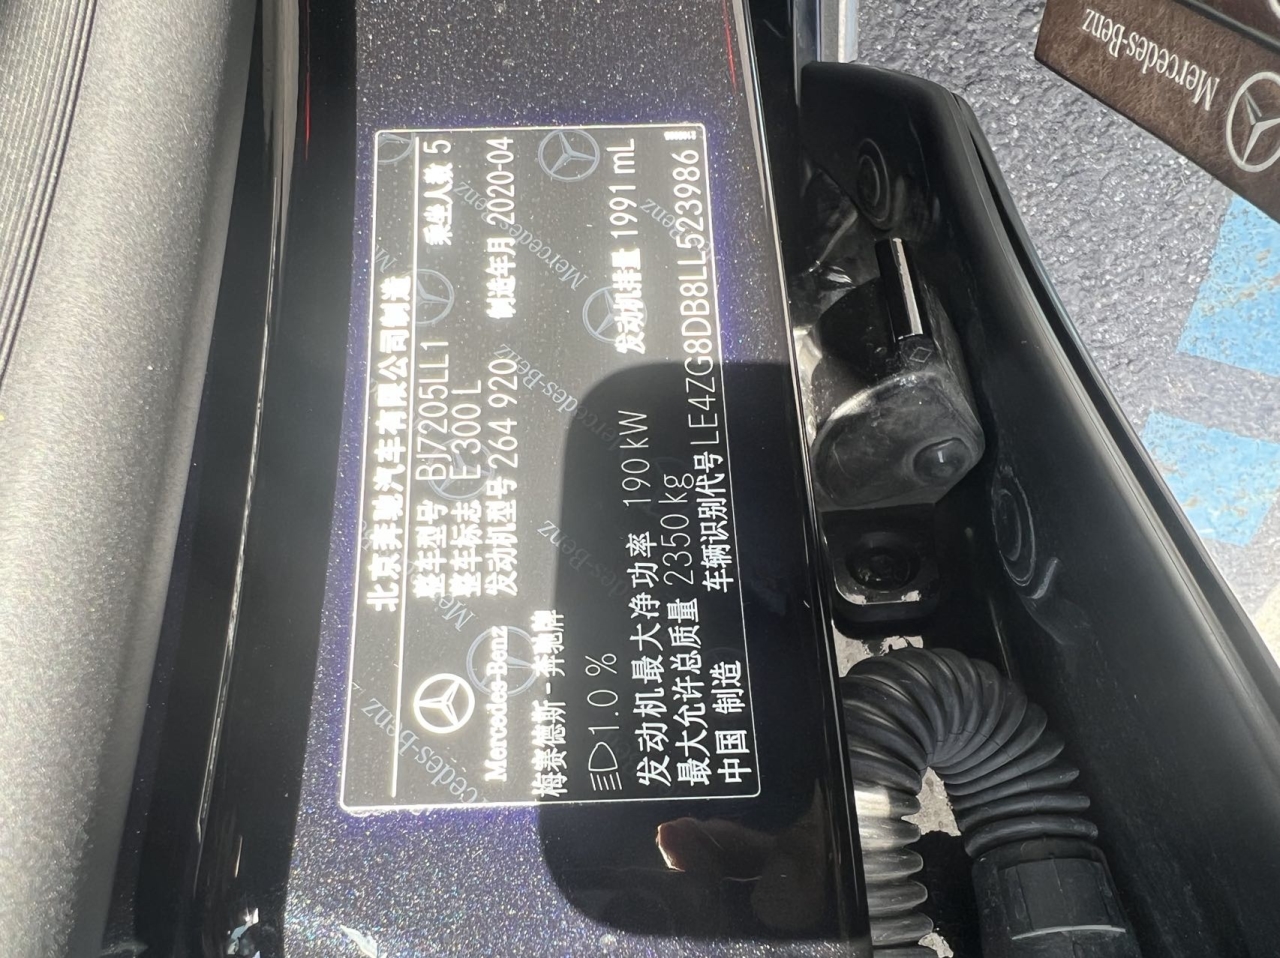 北京奔驰汽车有限公司制造
整车型号 BJ7205LL1 乘坐人数 5
整车标志 E 300 L
发动机型号 264 920 制造年月 2020-04
Mercedes-Benz
梅赛德斯-奔驰牌
1.0 %
发动机排量 1991 mL
发动机最大净功率 190 kW
最大允许总质量 2350 kg
中国 制造 车辆识别代号 LE4ZG8DB8LL523986
Mercedes-Benz